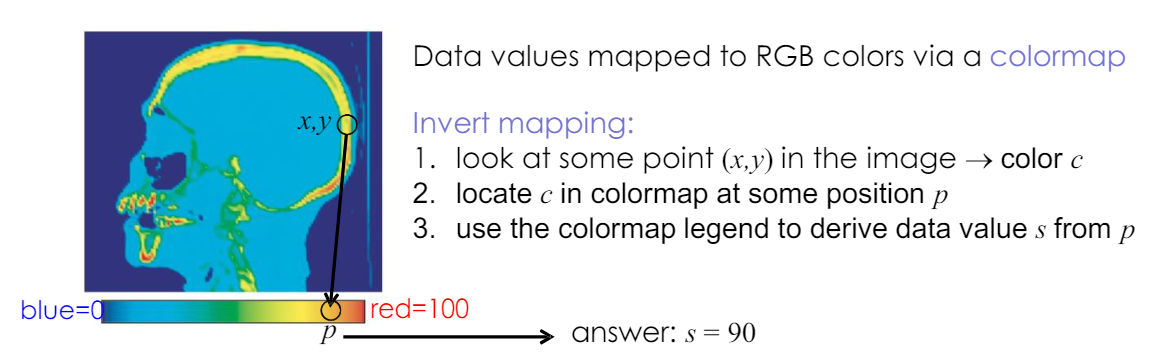 Data values mapped to RGB colors via a colormap
x,y
Invert mapping:
1. look at some point (x,y) in the image → color c
2. locate c in colormap at some position p
3. use the colormap legend to derive data value s from p
blue=0
red=100
p
answer: s = 90